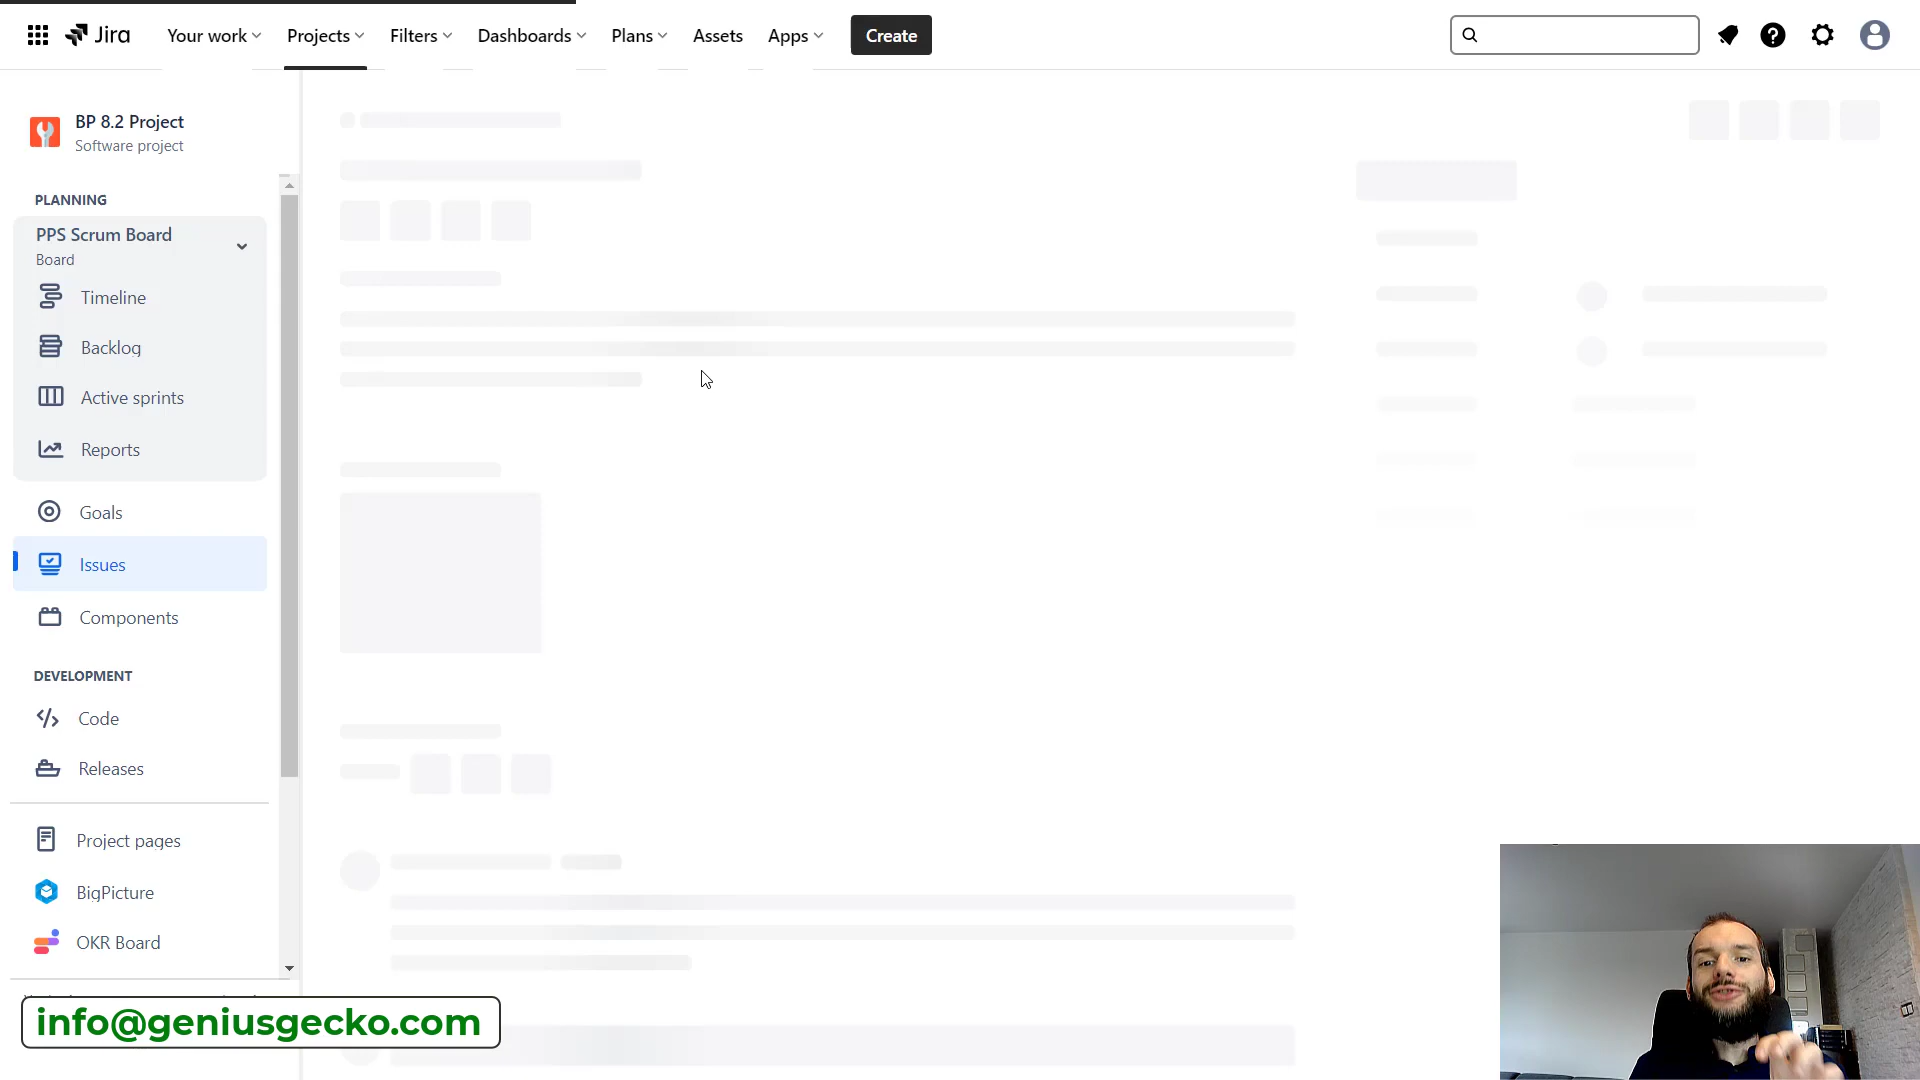 Jira
Your work
Projects
Filters
Dashboards
Plans
Assets
Apps
Create
BP 8.2 Project
Software project
PLANNING
PPS Scrum Board
Board
Timeline
Backlog
Active sprints
Reports
Goals
Issues
Components
DEVELOPMENT
Code
Releases
Project pages
BigPicture
OKR Board
info@geniusgecko.com